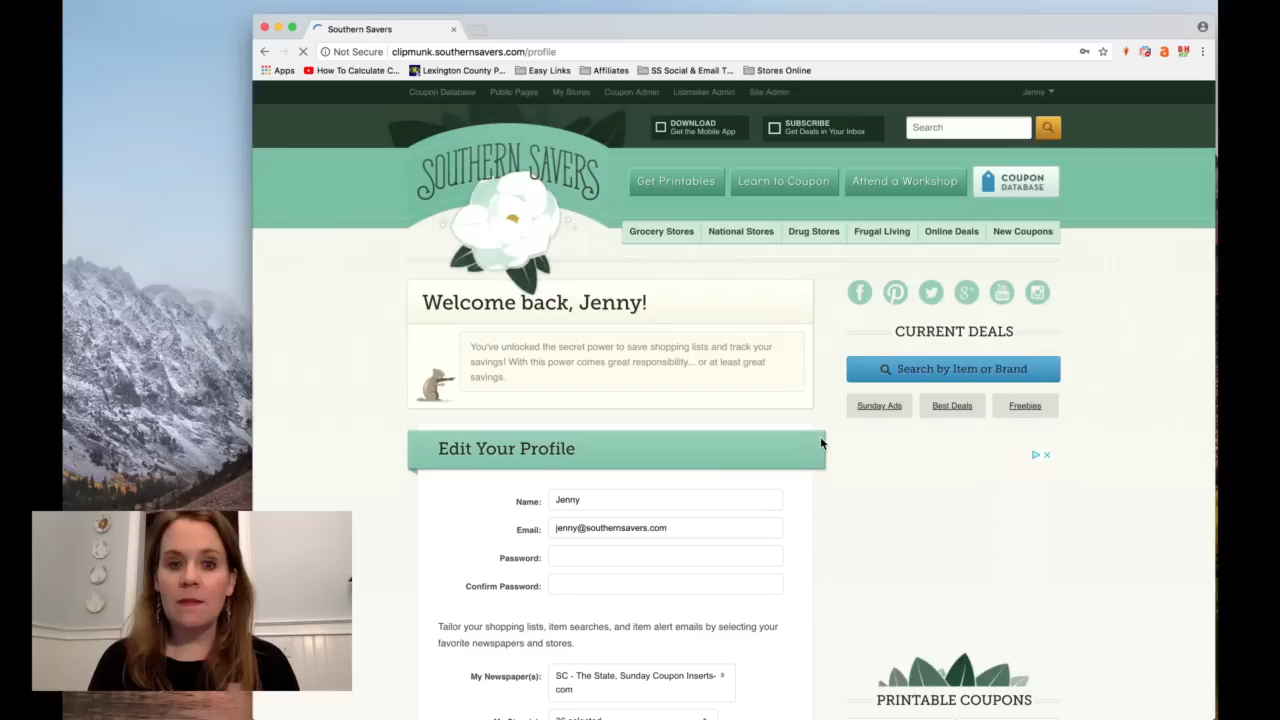 Southern Savers
Not Secure clipmunk.southernsavers.com/profile
Apps How To Calculate C... Lexington County P... Easy Links Affiliates SS Social & Email T... Stores Online
Coupon Database Public Pages My Stores Coupon Admin Listmaker Admin Site Admin Jenny
DOWNLOAD
Get the Mobile App
SUBSCRIBE
Get Deals in Your Inbox
Search
SOUTHERN SAVERS
Get Printables Learn to Coupon Attend a Workshop COUPON
DATABASE
Grocery Stores National Stores Drug Stores Frugal Living Online Deals New Coupons
Welcome back, Jenny!
You've unlocked the secret power to save shopping lists and track your
savings! With this power comes great responsibility... or at least great
savings.
CURRENT DEALS
Search by Item or Brand
Sunday Ads Best Deals Freebies
Edit Your Profile
Name: Jenny
Email: jenny@southernsavers.com
Password:
Confirm Password:
Tailor your shopping lists, item searches, and item alert emails by selecting your
favorite newspapers and stores.
My Newspaper(s): SC - The State, Sunday Coupon Inserts-
com
PRINTABLE COUPONS